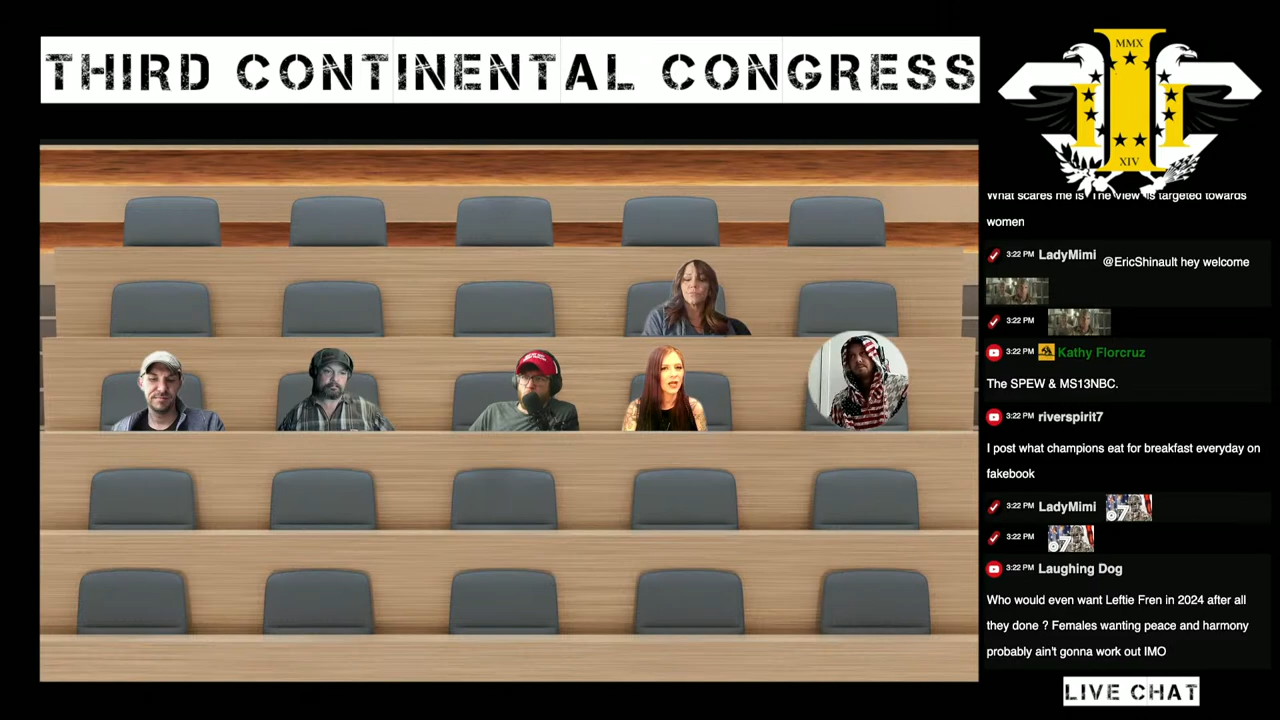 THIRD CONTINENTAL CONGRESS
MMX
XIV
What scares me is "The View" is targeted towards
women
3:22 PM LadyMimi @EricShinault hey welcome
3:22 PM
3:22 PM Kathy Florcruz
The SPEW & MS13NBC.
3:22 PM riverspirit7
I post what champions eat for breakfast everyday on
fakebook
3:22 PM LadyMimi o7
3:22 PM o7
3:22 PM Laughing Dog
Who would even want Leftie Fren in 2024 after all
they done ? Females wanting peace and harmony
probably ain't gonna work out IMO
LIVE CHAT